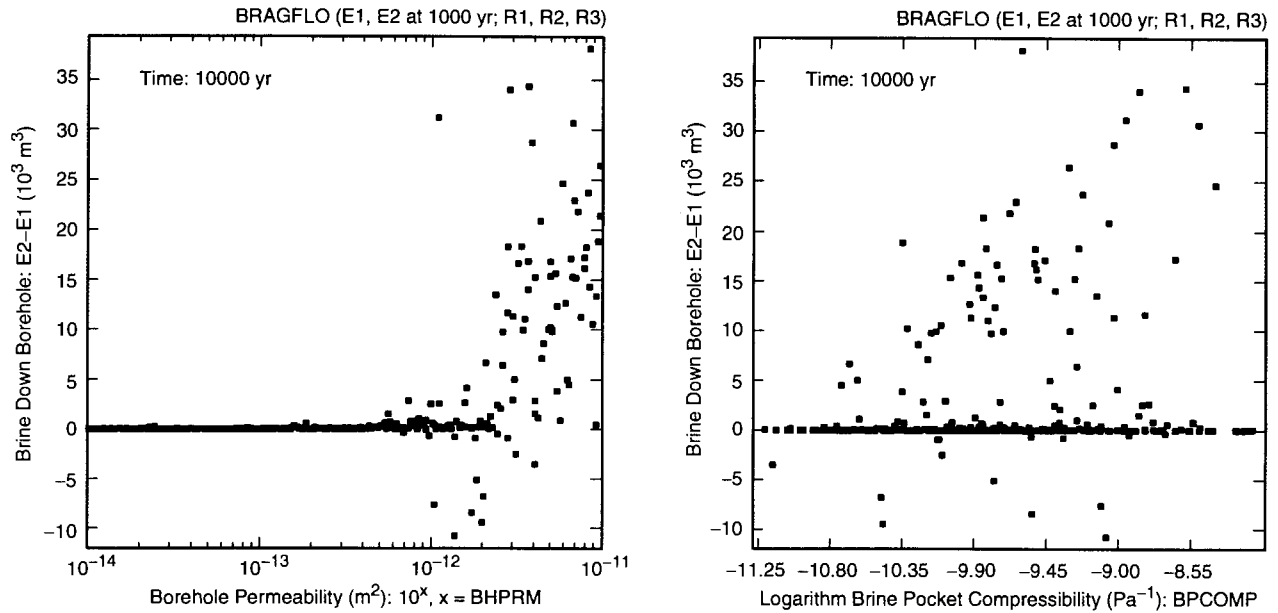 BRAGFLO (E1, E2 at 1000 yr; R1, R2, R3)
Time: 10000 yr
Brine Down Borehole: E2–E1 (10³ m³)
35
30
25
20
15
10
5
0
−5
−10
10⁻¹⁴ 10⁻¹³ 10⁻¹² 10⁻¹¹
Borehole Permeability (m²): 10ˣ, x = BHPRM
BRAGFLO (E1, E2 at 1000 yr; R1, R2, R3)
Time: 10000 yr
Brine Down Borehole: E2–E1 (10³ m³)
35
30
25
20
15
10
5
0
−5
−10
−11.25 −10.80 −10.35 −9.90 −9.45 −9.00 −8.55
Logarithm Brine Pocket Compressibility (Pa⁻¹): BPCOMP